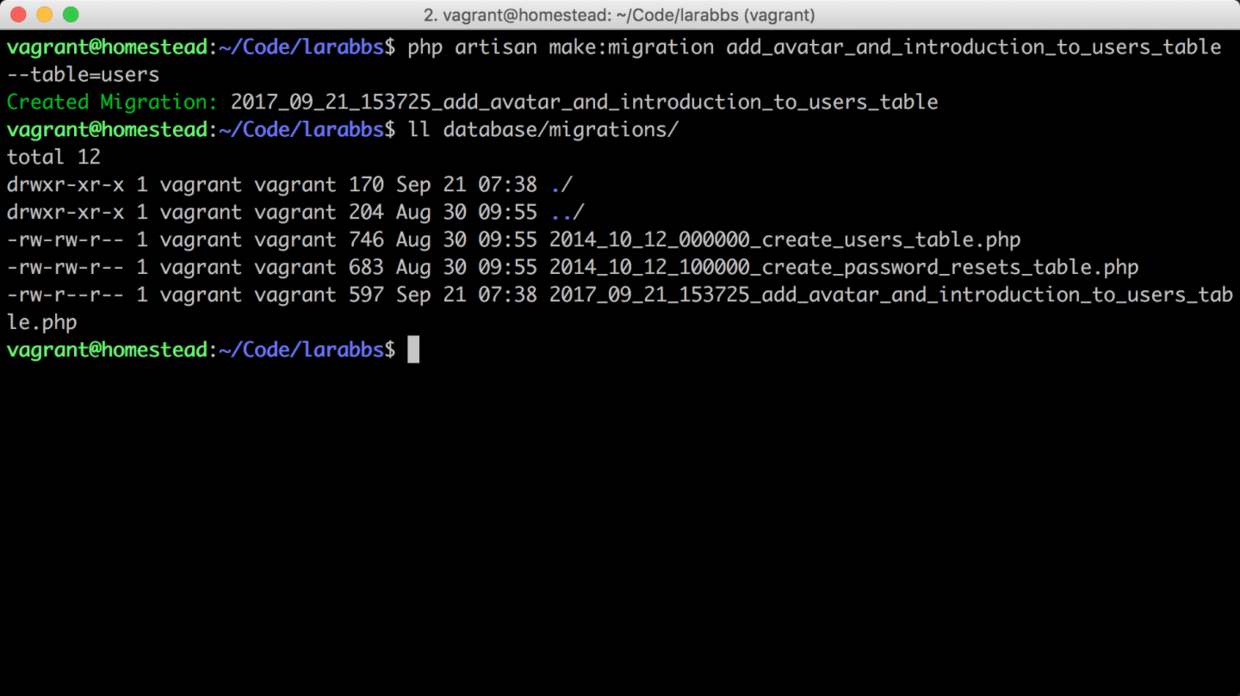 2. vagrant@homestead: ~/Code/larabbs (vagrant)
vagrant@homestead:~/Code/larabbs$ php artisan make:migration add_avatar_and_introduction_to_users_table
--table=users
Created Migration: 2017_09_21_153725_add_avatar_and_introduction_to_users_table
vagrant@homestead:~/Code/larabbs$ ll database/migrations/
total 12
drwxr-xr-x 1 vagrant vagrant 170 Sep 21 07:38 ./
drwxr-xr-x 1 vagrant vagrant 204 Aug 30 09:55 ../
-rw-rw-r-- 1 vagrant vagrant 746 Aug 30 09:55 2014_10_12_000000_create_users_table.php
-rw-rw-r-- 1 vagrant vagrant 683 Aug 30 09:55 2014_10_12_100000_create_password_resets_table.php
-rw-r--r-- 1 vagrant vagrant 597 Sep 21 07:38 2017_09_21_153725_add_avatar_and_introduction_to_users_tab
le.php
vagrant@homestead:~/Code/larabbs$